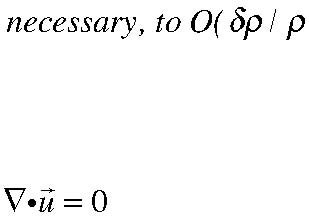 necessary, to O( δρ / ρ
∇•u⃗ = 0